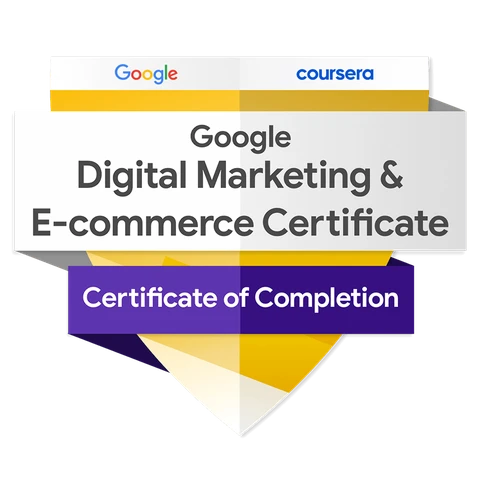 Google coursera
Google
Digital Marketing &
E-commerce Certificate
Certificate of Completion